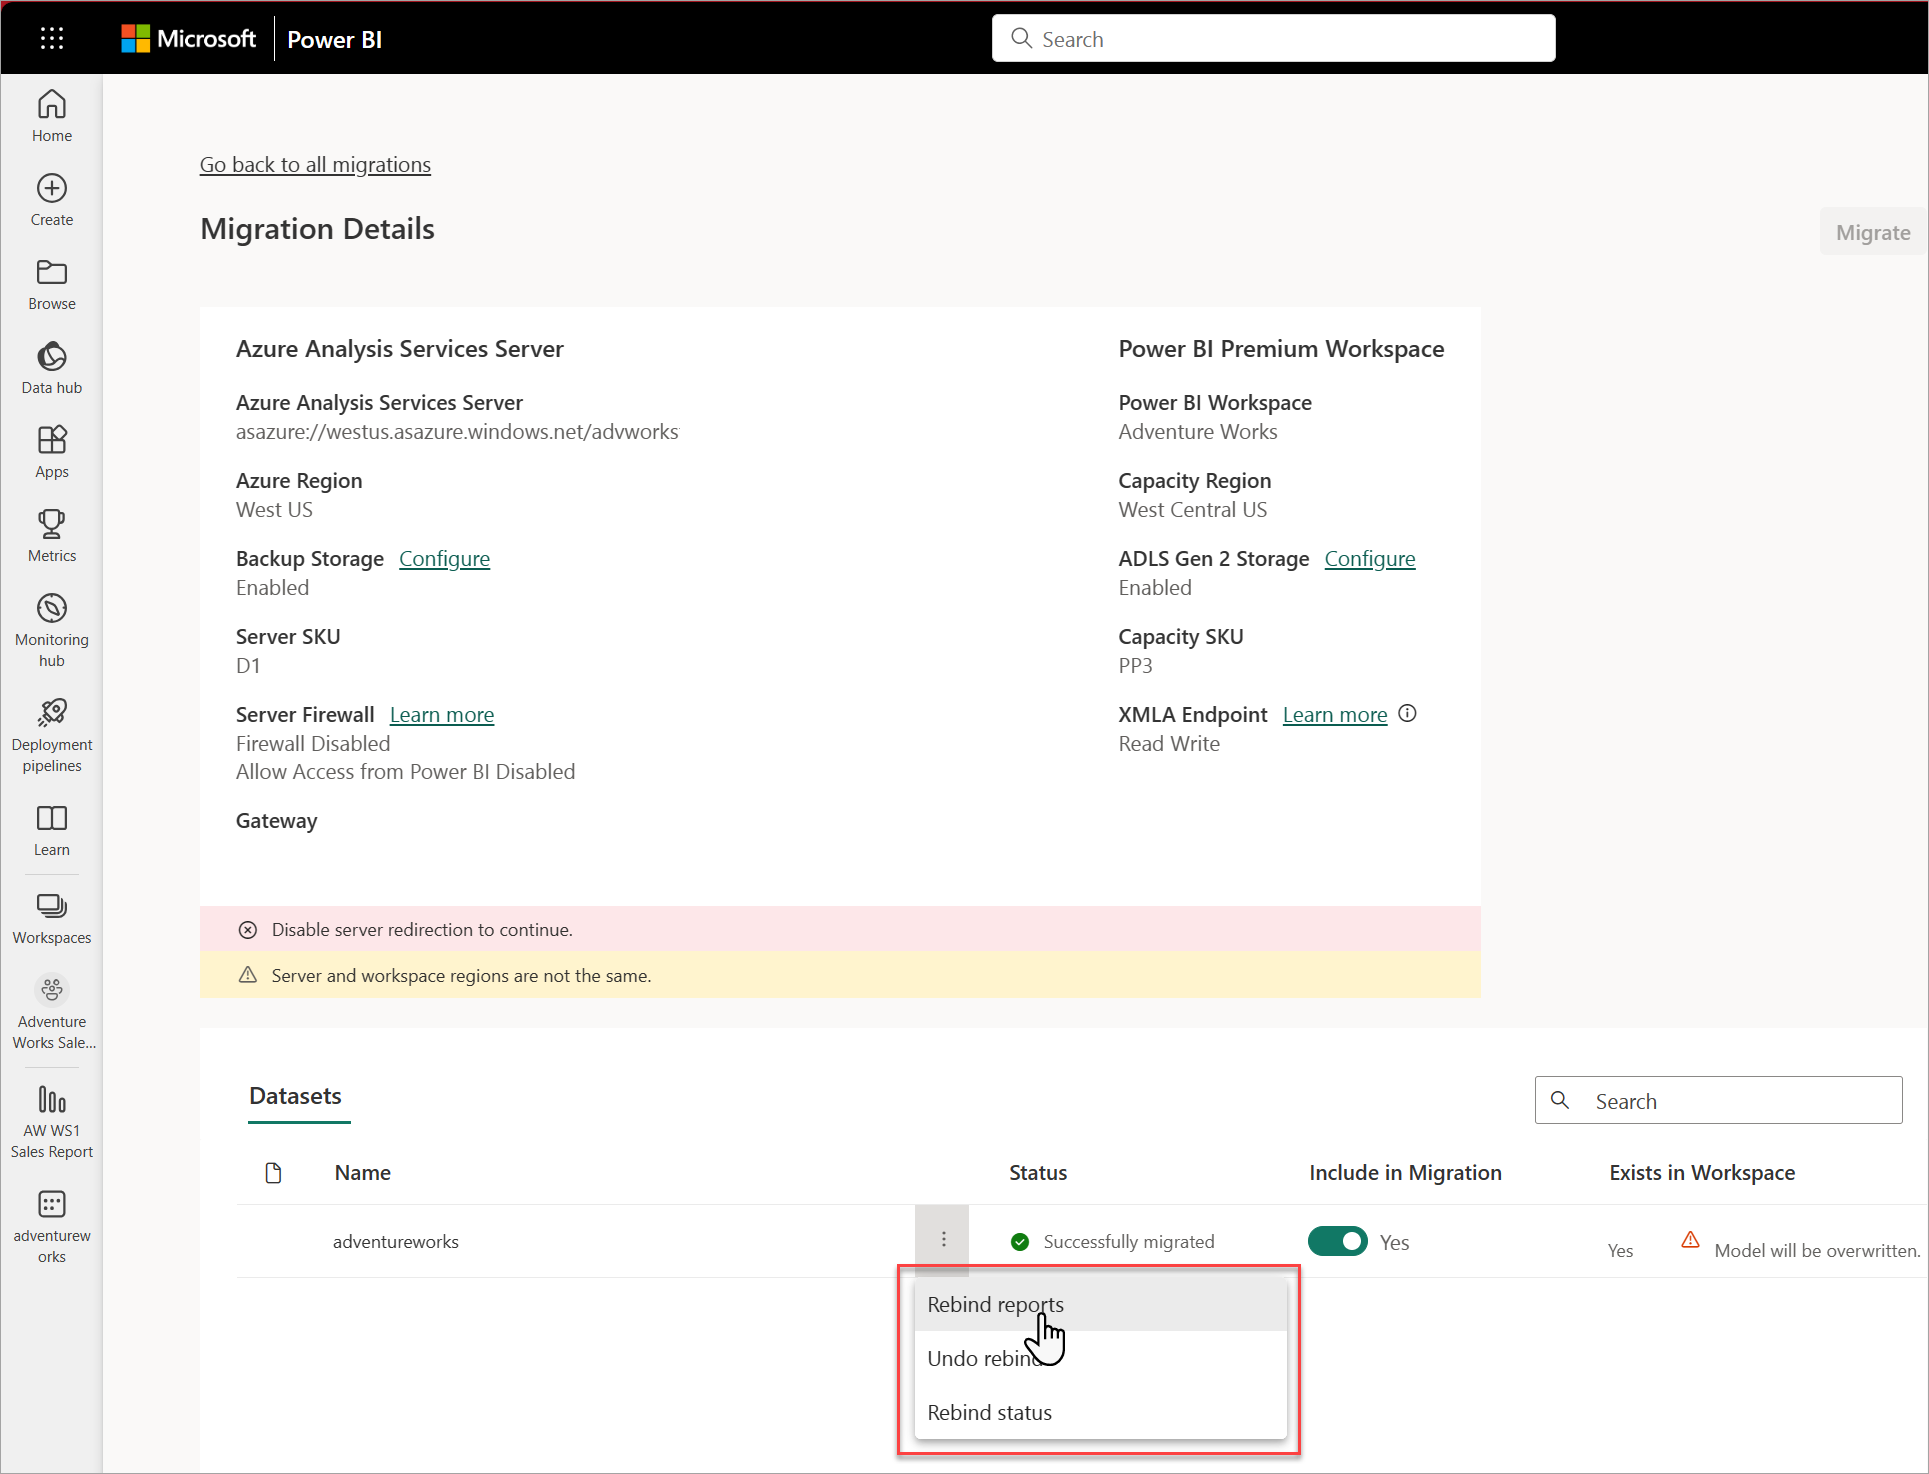 Microsoft Power BI
Search
Home
Create
Browse
Data hub
Apps
Metrics
Monitoring
hub
Deployment
pipelines
Learn
Workspaces
Adventure
Works Sale...
AW WS1
Sales Report
adventurew
orks
Go back to all migrations
Migration Details
Migrate
Azure Analysis Services Server
Azure Analysis Services Server
asazure://westus.asazure.windows.net/advworks
Azure Region
West US
Backup Storage Configure
Enabled
Server SKU
D1
Server Firewall Learn more
Firewall Disabled
Allow Access from Power BI Disabled
Gateway
Power BI Premium Workspace
Power BI Workspace
Adventure Works
Capacity Region
West Central US
ADLS Gen 2 Storage Configure
Enabled
Capacity SKU
PP3
XMLA Endpoint Learn more
Read Write
Disable server redirection to continue.
Server and workspace regions are not the same.
Datasets
Search
Name Status Include in Migration Exists in Workspace
adventureworks Successfully migrated Yes Yes Model will be overwritten.
Rebind reports
Undo rebind
Rebind status